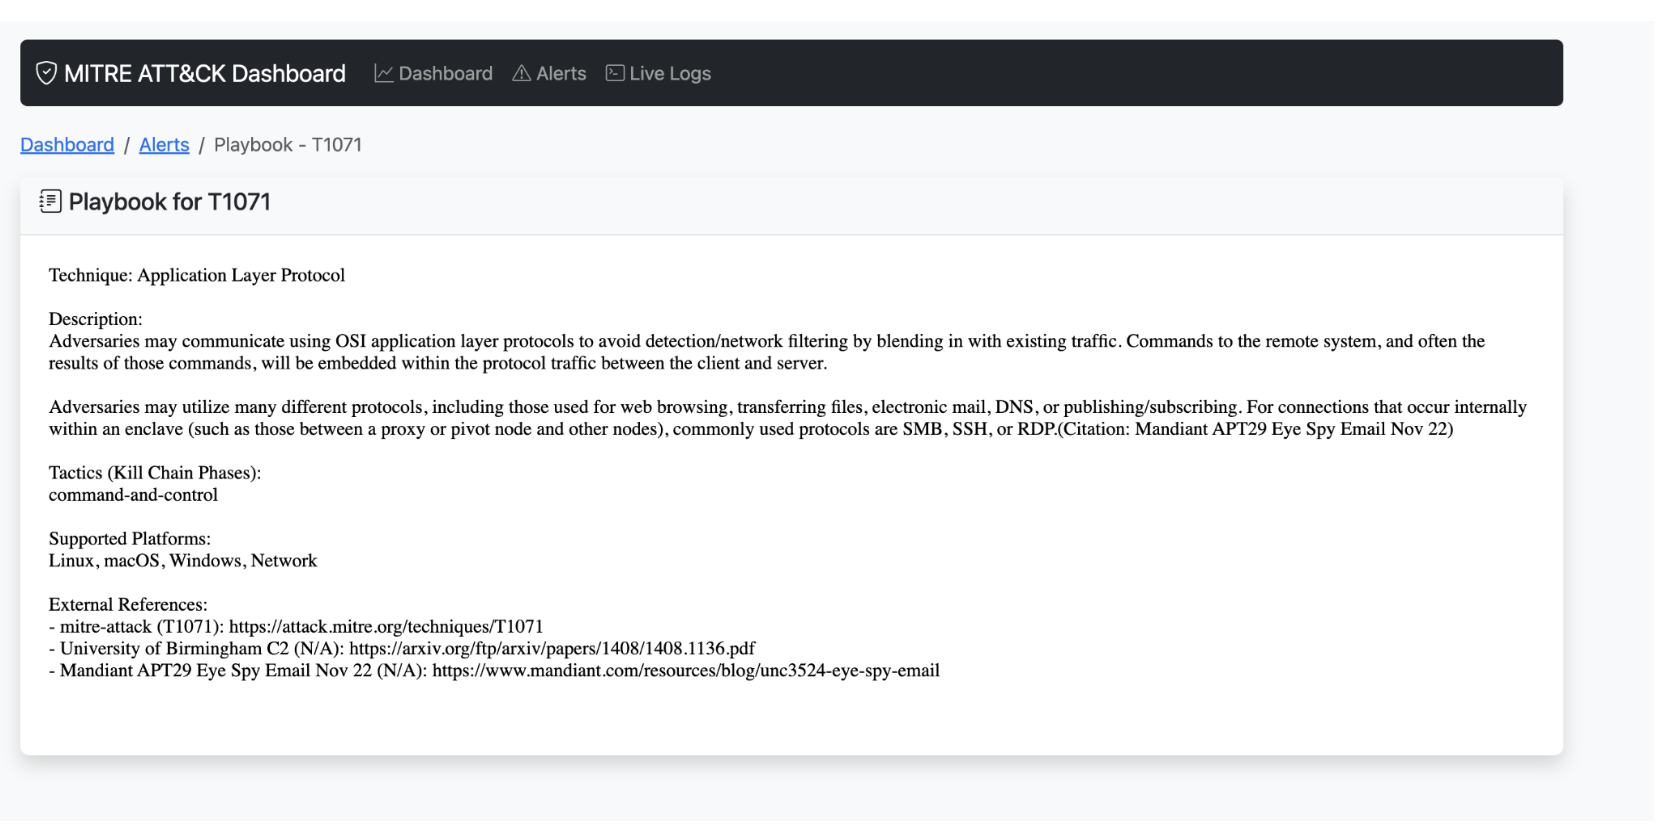 MITRE ATT&CK Dashboard Dashboard Alerts Live Logs
Dashboard / Alerts / Playbook - T1071
Playbook for T1071
Technique: Application Layer Protocol
Description:
Adversaries may communicate using OSI application layer protocols to avoid detection/network filtering by blending in with existing traffic. Commands to the remote system, and often the
results of those commands, will be embedded within the protocol traffic between the client and server.
Adversaries may utilize many different protocols, including those used for web browsing, transferring files, electronic mail, DNS, or publishing/subscribing. For connections that occur internally
within an enclave (such as those between a proxy or pivot node and other nodes), commonly used protocols are SMB, SSH, or RDP.(Citation: Mandiant APT29 Eye Spy Email Nov 22)
Tactics (Kill Chain Phases):
command-and-control
Supported Platforms:
Linux, macOS, Windows, Network
External References:
- mitre-attack (T1071): https://attack.mitre.org/techniques/T1071
- University of Birmingham C2 (N/A): https://arxiv.org/ftp/arxiv/papers/1408/1408.1136.pdf
- Mandiant APT29 Eye Spy Email Nov 22 (N/A): https://www.mandiant.com/resources/blog/unc3524-eye-spy-email